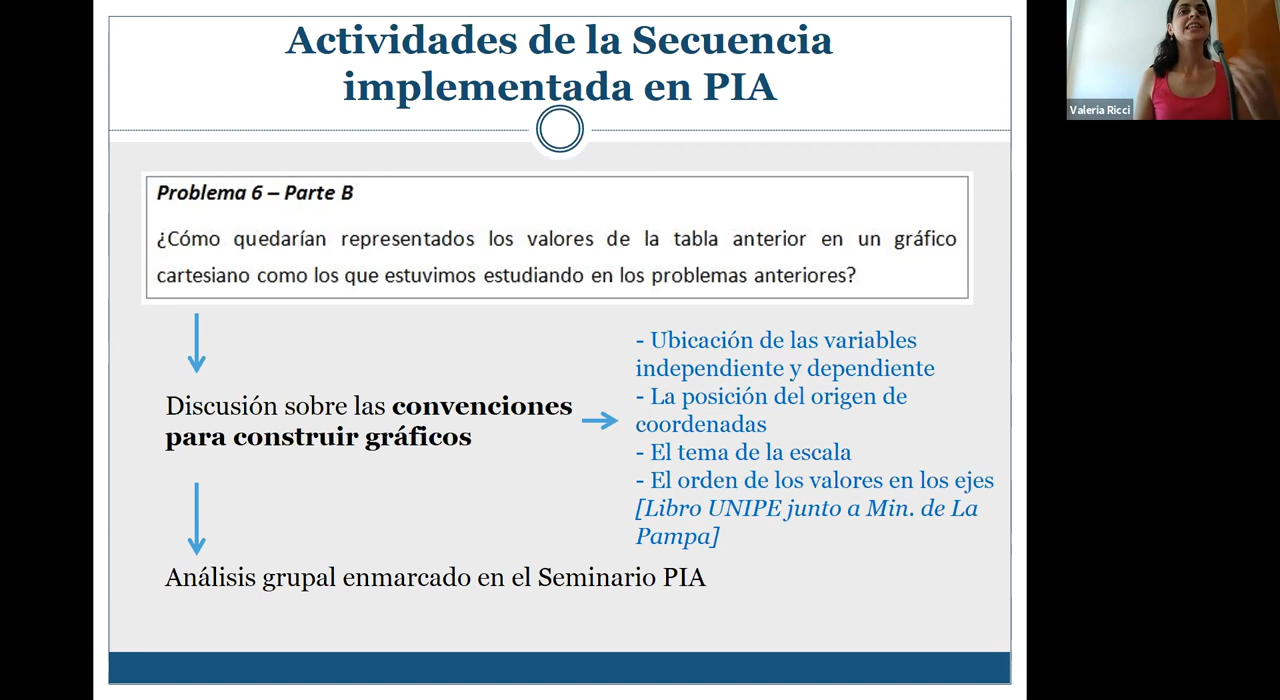 Actividades de la Secuencia
implementada en PIA
Valeria Ricci
Problema 6 – Parte B
¿Cómo quedarían representados los valores de la tabla anterior en un gráfico
cartesiano como los que estuvimos estudiando en los problemas anteriores?
Discusión sobre las convenciones
para construir gráficos
- Ubicación de las variables
independiente y dependiente
- La posición del origen de
coordenadas
- El tema de la escala
- El orden de los valores en los ejes
[Libro UNIPE junto a Min. de La
Pampa]
Análisis grupal enmarcado en el Seminario PIA